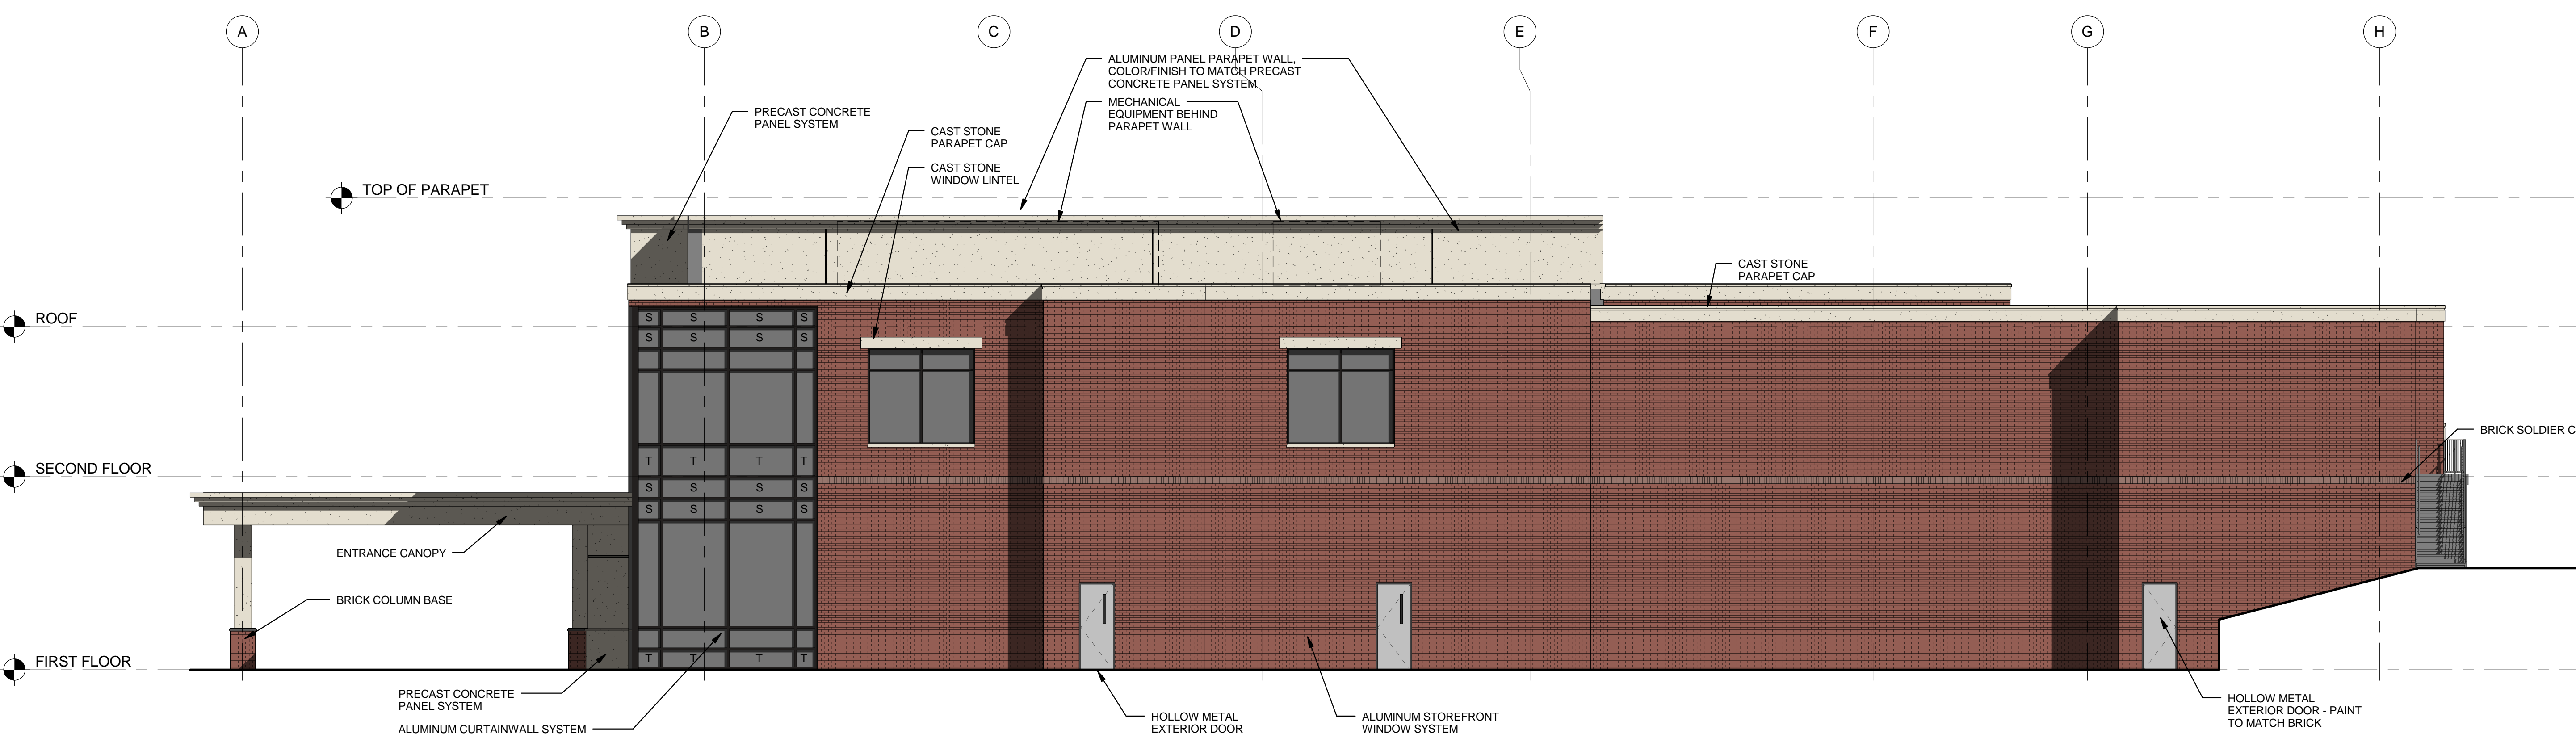 A
B
C
D
E
F
G
H
ALUMINUM PANEL PARAPET WALL,
COLOR/FINISH TO MATCH PRECAST
CONCRETE PANEL SYSTEM
MECHANICAL
EQUIPMENT BEHIND
PARAPET WALL
PRECAST CONCRETE
PANEL SYSTEM
CAST STONE
PARAPET CAP
CAST STONE
WINDOW LINTEL
TOP OF PARAPET
CAST STONE
PARAPET CAP
ROOF
S S S S
S S S S
BRICK SOLDIER C
T T T T
SECOND FLOOR
S S S S
S S S S
ENTRANCE CANOPY
BRICK COLUMN BASE
FIRST FLOOR
T T T T
PRECAST CONCRETE
PANEL SYSTEM
ALUMINUM CURTAINWALL SYSTEM
HOLLOW METAL
EXTERIOR DOOR
ALUMINUM STOREFRONT
WINDOW SYSTEM
HOLLOW METAL
EXTERIOR DOOR - PAINT
TO MATCH BRICK